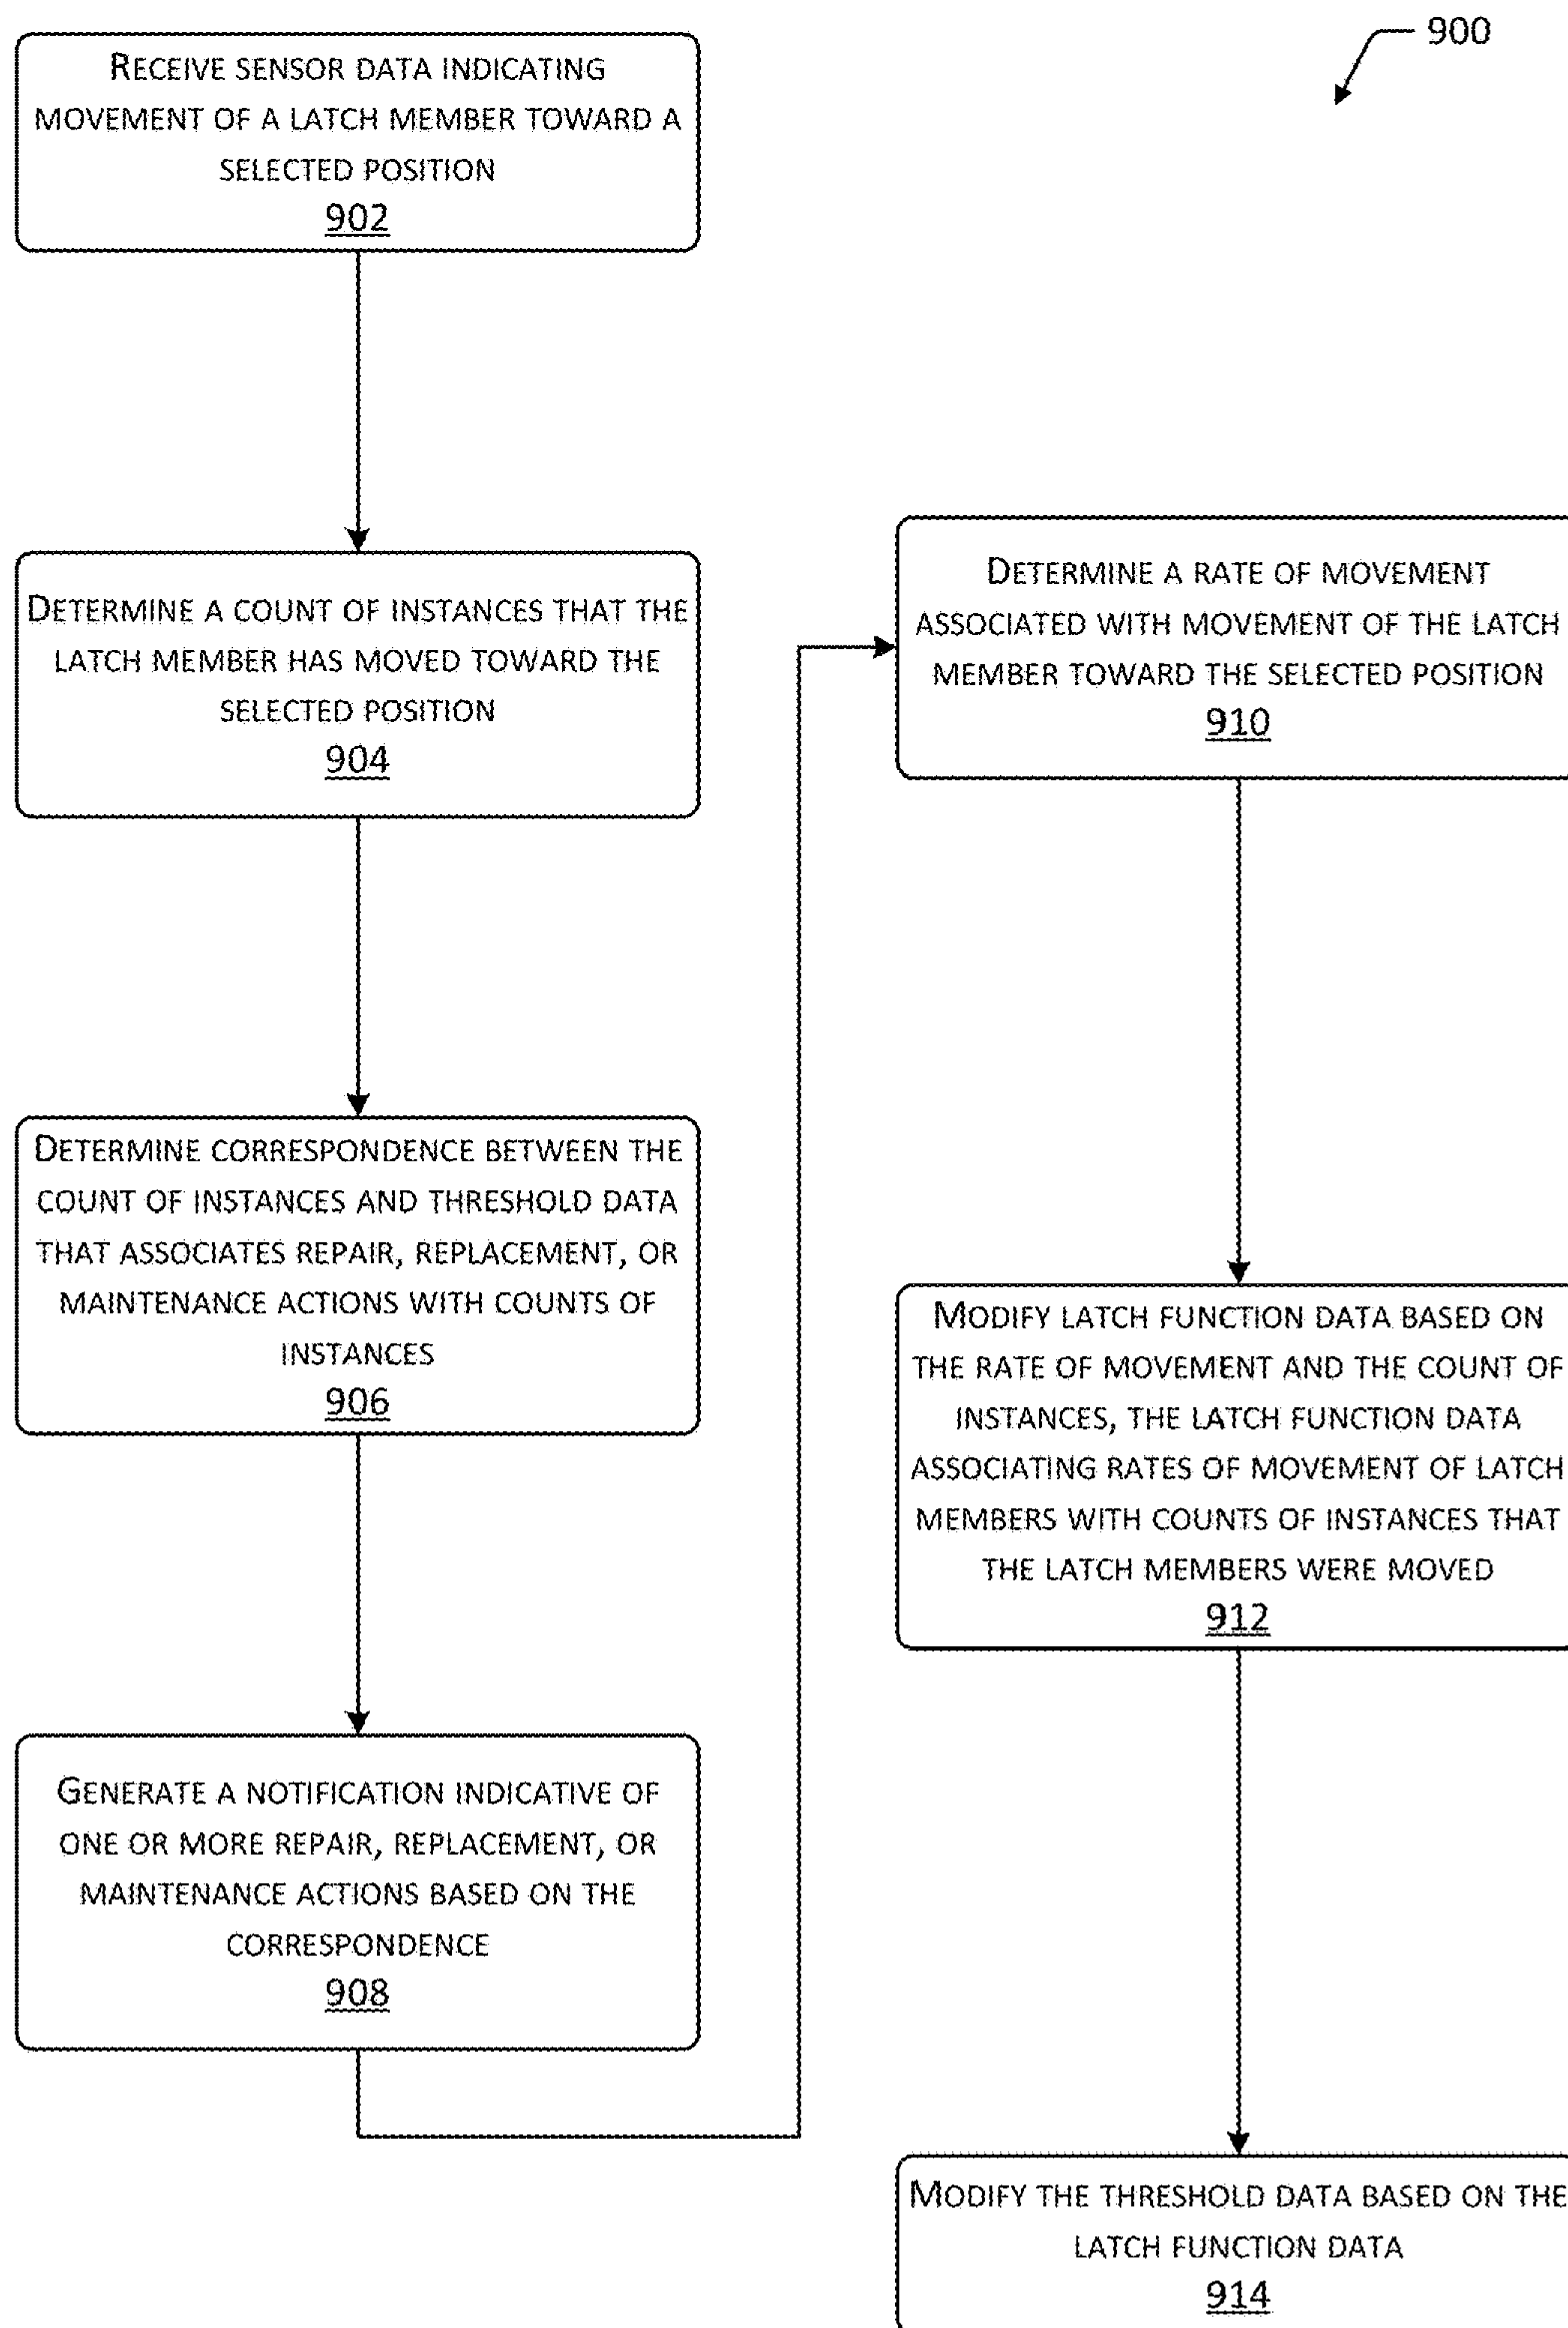 900
RECEIVE SENSOR DATA INDICATING
MOVEMENT OF A LATCH MEMBER TOWARD A
SELECTED POSITION
902
DETERMINE A COUNT OF INSTANCES THAT THE
LATCH MEMBER HAS MOVED TOWARD THE
SELECTED POSITION
904
DETERMINE CORRESPONDENCE BETWEEN THE
COUNT OF INSTANCES AND THRESHOLD DATA
THAT ASSOCIATES REPAIR, REPLACEMENT, OR
MAINTENANCE ACTIONS WITH COUNTS OF
INSTANCES
906
GENERATE A NOTIFICATION INDICATIVE OF
ONE OR MORE REPAIR, REPLACEMENT, OR
MAINTENANCE ACTIONS BASED ON THE
CORRESPONDENCE
908
DETERMINE A RATE OF MOVEMENT
ASSOCIATED WITH MOVEMENT OF THE LATCH
MEMBER TOWARD THE SELECTED POSITION
910
MODIFY LATCH FUNCTION DATA BASED ON
THE RATE OF MOVEMENT AND THE COUNT OF
INSTANCES, THE LATCH FUNCTION DATA
ASSOCIATING RATES OF MOVEMENT OF LATCH
MEMBERS WITH COUNTS OF INSTANCES THAT
THE LATCH MEMBERS WERE MOVED
912
MODIFY THE THRESHOLD DATA BASED ON THE
LATCH FUNCTION DATA
914